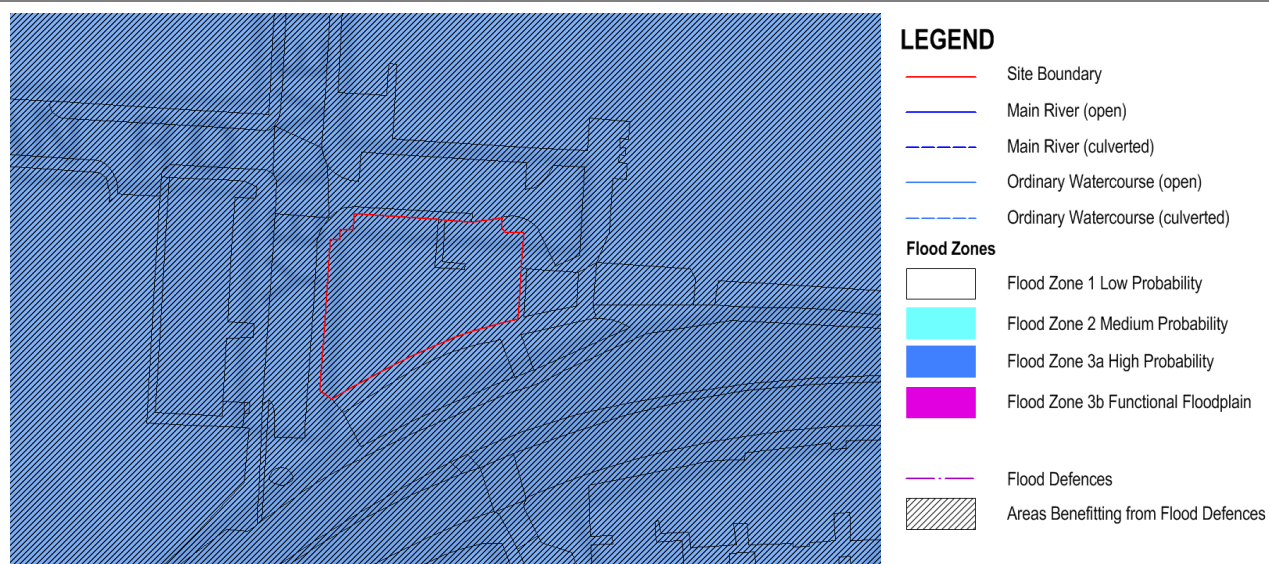 LEGEND
Site Boundary
Main River (open)
Main River (culverted)
Ordinary Watercourse (open)
Ordinary Watercourse (culverted)
Flood Zones
Flood Zone 1 Low Probability
Flood Zone 2 Medium Probability
Flood Zone 3a High Probability
Flood Zone 3b Functional Floodplain
Flood Defences
Areas Benefitting from Flood Defences